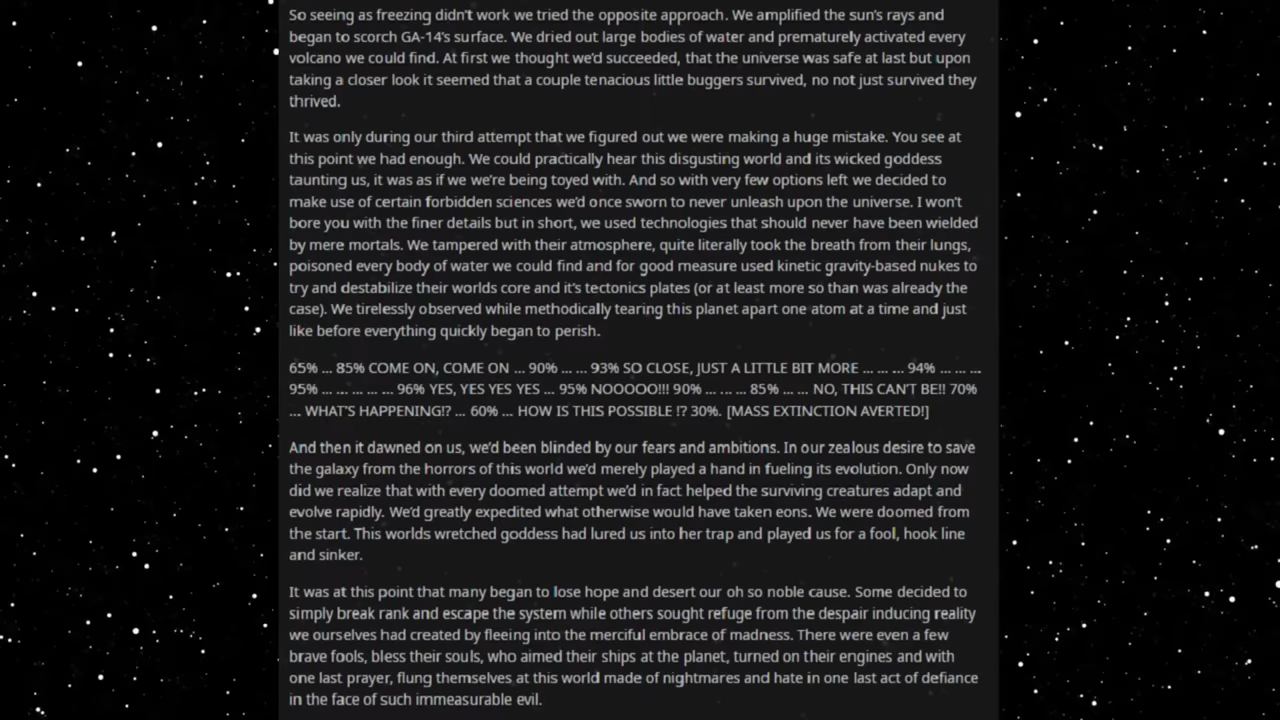 So seeing as freezing didn't work we tried the opposite approach. We amplified the sun's rays and
began to scorch GA-14's surface. We dried out large bodies of water and prematurely activated every
volcano we could find. At first we thought we'd succeeded, that the universe was safe at last but upon
taking a closer look it seemed that a couple tenacious little buggers survived, no not just survived they
thrived.
It was only during our third attempt that we figured out we were making a huge mistake. You see at
this point we had enough. We could practically hear this disgusting world and its wicked goddess
taunting us, it was as if we we're being toyed with. And so with very few options left we decided to
make use of certain forbidden sciences we'd once sworn to never unleash upon the universe. I won't
bore you with the finer details but in short, we used technologies that should never have been wielded
by mere mortals. We tampered with their atmosphere, quite literally took the breath from their lungs,
poisoned every body of water we could find and for good measure used kinetic gravity-based nukes to
try and destabilize their worlds core and it's tectonics plates (or at least more so than was already the
case). We tirelessly observed while methodically tearing this planet apart one atom at a time and just
like before everything quickly began to perish.
65% ... 85% COME ON, COME ON ... 90% ... ... 93% SO CLOSE, JUST A LITTLE BIT MORE ... ... ... 94% ... ... ...
95% ... ... ... ... ... 96% YES, YES YES YES ... 95% NOOOOO!!! 90% ... ... ... 85% ... ... NO, THIS CAN'T BE!! 70%
... WHAT'S HAPPENING!? ... 60% ... HOW IS THIS POSSIBLE !? 30%. [MASS EXTINCTION AVERTED!]
And then it dawned on us, we'd been blinded by our fears and ambitions. In our zealous desire to save
the galaxy from the horrors of this world we'd merely played a hand in fueling its evolution. Only now
did we realize that with every doomed attempt we'd in fact helped the surviving creatures adapt and
evolve rapidly. We'd greatly expedited what otherwise would have taken eons. We were doomed from
the start. This worlds wretched goddess had lured us into her trap and played us for a fool, hook line
and sinker.
It was at this point that many began to lose hope and desert our oh so noble cause. Some decided to
simply break rank and escape the system while others sought refuge from the despair inducing reality
we ourselves had created by fleeing into the merciful embrace of madness. There were even a few
brave fools, bless their souls, who aimed their ships at the planet, turned on their engines and with
one last prayer, flung themselves at this world made of nightmares and hate in one last act of defiance
in the face of such immeasurable evil.